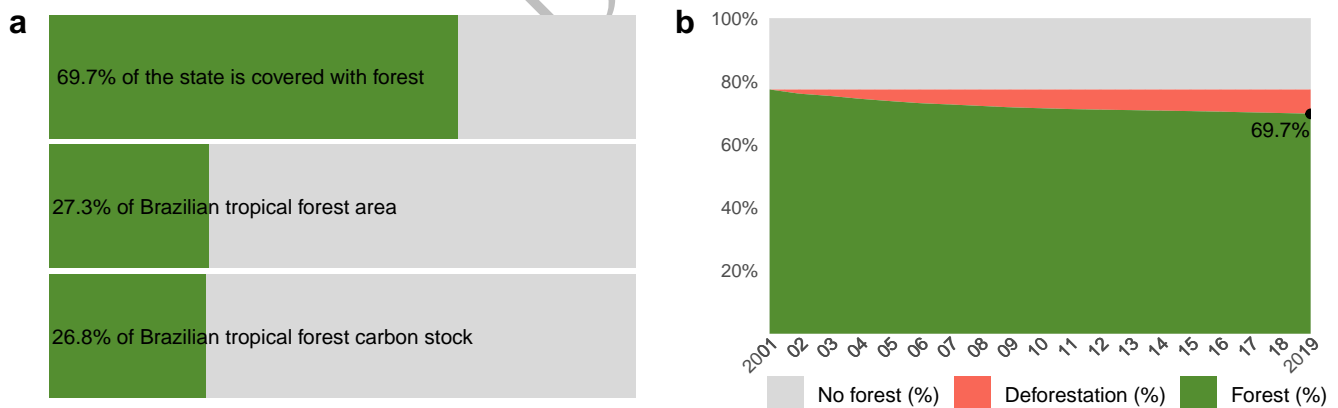 a
69.7% of the state is covered with forest
27.3% of Brazilian tropical forest area
26.8% of Brazilian tropical forest carbon stock
b
100%
80%
60%
40%
20%
69.7%
2001 02 03 04 05 06 07 08 09 10 11 12 13 14 15 16 17 18 2019
No forest (%) Deforestation (%) Forest (%)